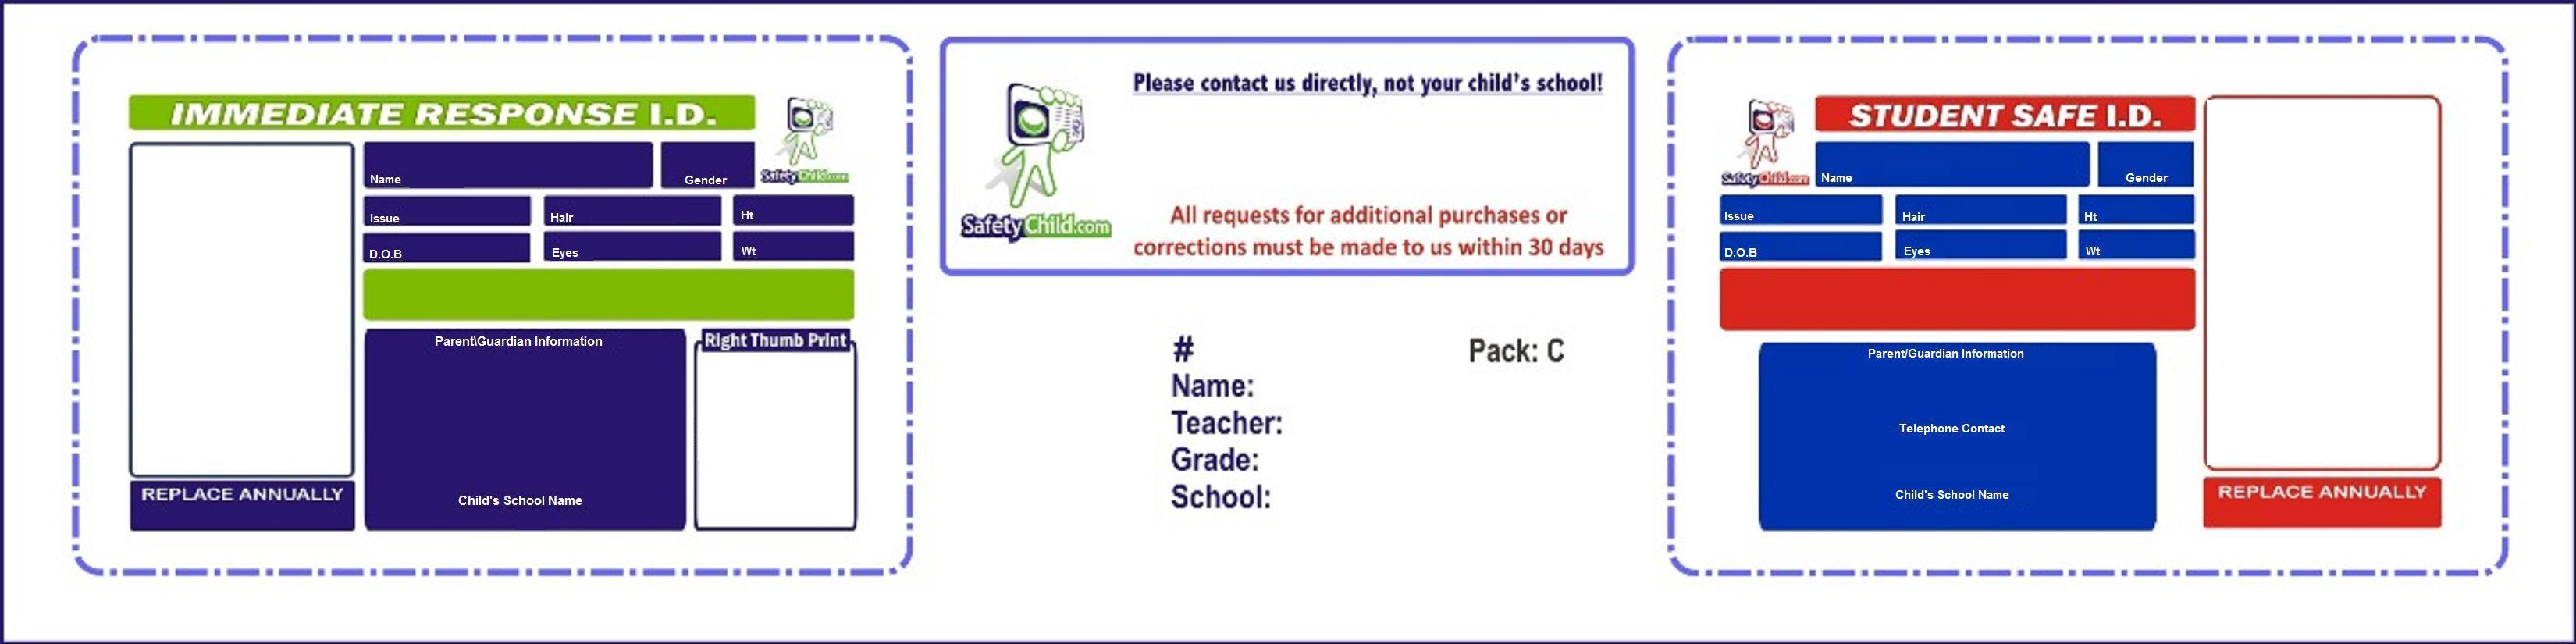 IMMEDIATE RESPONSE I.D.
SafetyChild.com
Name
Gender
Issue
Hair
Ht
D.O.B
Eyes
Wt
Parent\Guardian Information
Right Thumb Print
REPLACE ANNUALLY
Child's School Name
Please contact us directly, not your child's school!
SafetyChild.com
All requests for additional purchases or
corrections must be made to us within 30 days
#
Pack: C
Name:
Teacher:
Grade:
School:
STUDENT SAFE I.D.
SafetyChild.com
Name
Gender
Issue
Hair
Ht
D.O.B
Eyes
Wt
Parent/Guardian Information
Telephone Contact
Child's School Name
REPLACE ANNUALLY